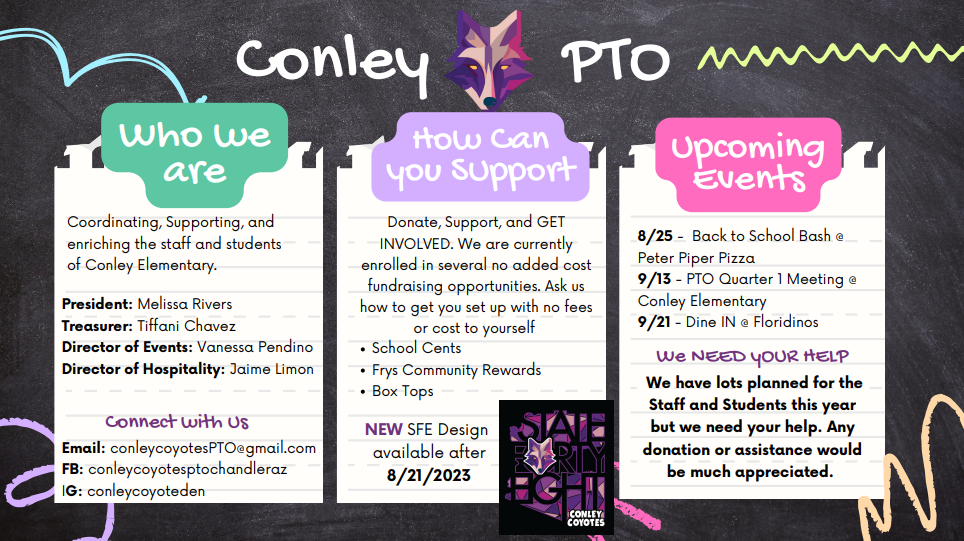 Conley PTO
Who We
are
Coordinating, Supporting, and
enriching the staff and students
of Conley Elementary.
President: Melissa Rivers
Treasurer: Tiffani Chavez
Director of Events: Vanessa Pendino
Director of Hospitality: Jaime Limon
Connect with Us
Email: conleycoyotesPTO@gmail.com
FB: conleycoyotesptochandleraz
IG: conleycoyoteden
How Can
you Support
Donate, Support, and GET
INVOLVED. We are currently
enrolled in several no added cost
fundraising opportunities. Ask us
how to get you set up with no fees
or cost to yourself
• School Cents
• Frys Community Rewards
• Box Tops
NEW SFE Design
available after
8/21/2023
CONLEY
COYOTES
Upcoming
Events
8/25 - Back to School Bash @
Peter Piper Pizza
9/13 - PTO Quarter 1 Meeting @
Conley Elementary
9/21 - Dine IN @ Floridinos
We NEED YOUR HELP
We have lots planned for the
Staff and Students this year
but we need your help. Any
donation or assistance would
be much appreciated.